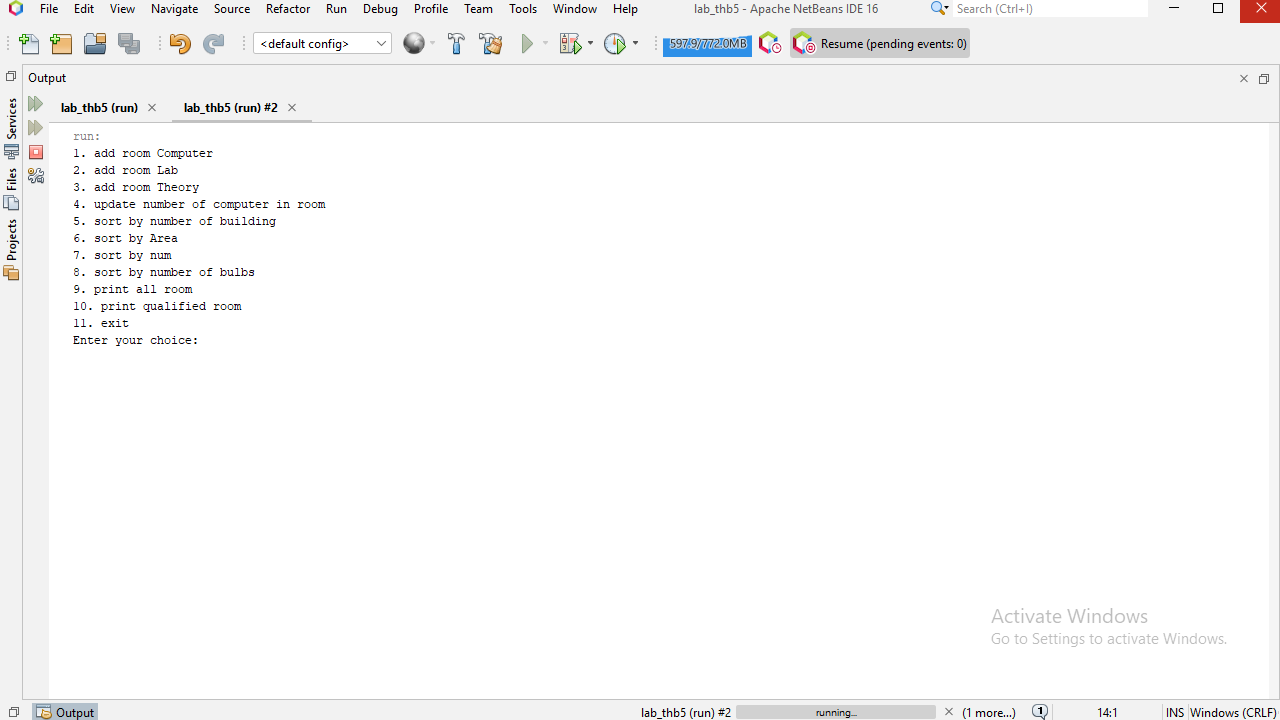 File Edit View Navigate Source Refactor Run Debug Profile Team Tools Window Help lab_thb5 - Apache NetBeans IDE 16 Search (Ctrl+I)
<default config> 597.9/772.0MB Resume (pending events: 0)
Output
Services
Files
Projects
lab_thb5 (run) lab_thb5 (run) #2
run:
1. add room Computer
2. add room Lab
3. add room Theory
4. update number of computer in room
5. sort by number of building
6. sort by Area
7. sort by num
8. sort by number of bulbs
9. print all room
10. print qualified room
11. exit
Enter your choice:
Activate Windows
Go to Settings to activate Windows.
Output lab_thb5 (run) #2 running... (1 more...) 1 14:1 INS Windows (CRLF)